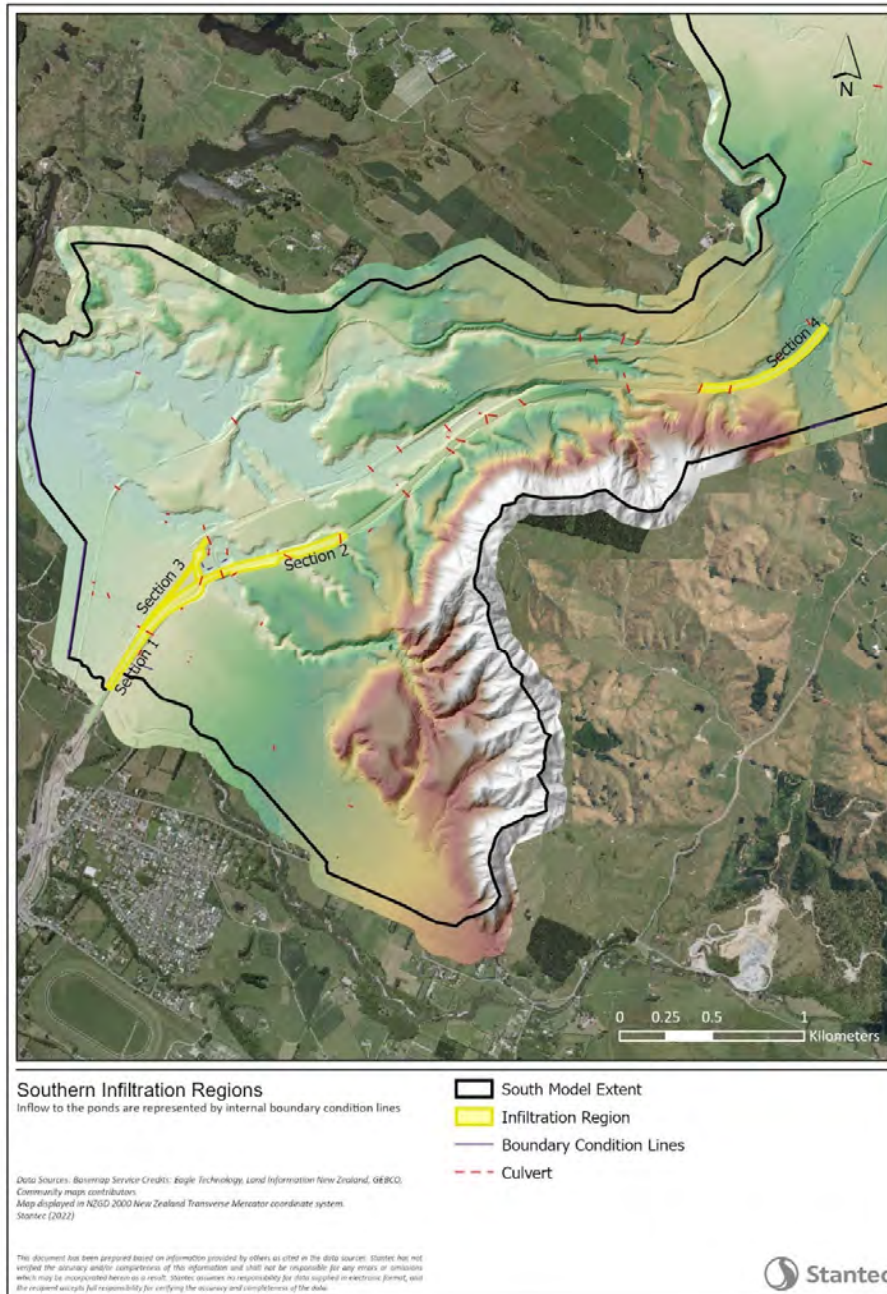 N
Section 4
Section 3
Section 2
Section 1
0 0.25 0.5 1
Kilometers
Southern Infiltration Regions
Inflow to the ponds are represented by internal boundary condition lines
South Model Extent
Infiltration Region
Boundary Condition Lines
Culvert
Data Sources: Basemap Service Credits: Eagle Technology, Land Information New Zealand, GEBCO,
Community maps contributors.
Map displayed in NZGD 2000 New Zealand Transverse Mercator coordinate system.
Stantec (2022)
This document has been prepared based on information provided by others as cited in the data sources. Stantec has not
verified the accuracy and/or completeness of this information and shall not be responsible for any errors or omissions
which may be incorporated herein as a result. Stantec assumes no responsibility for data supplied in electronic format, and
the recipient accepts full responsibility for verifying the accuracy and completeness of the data.
Stantec